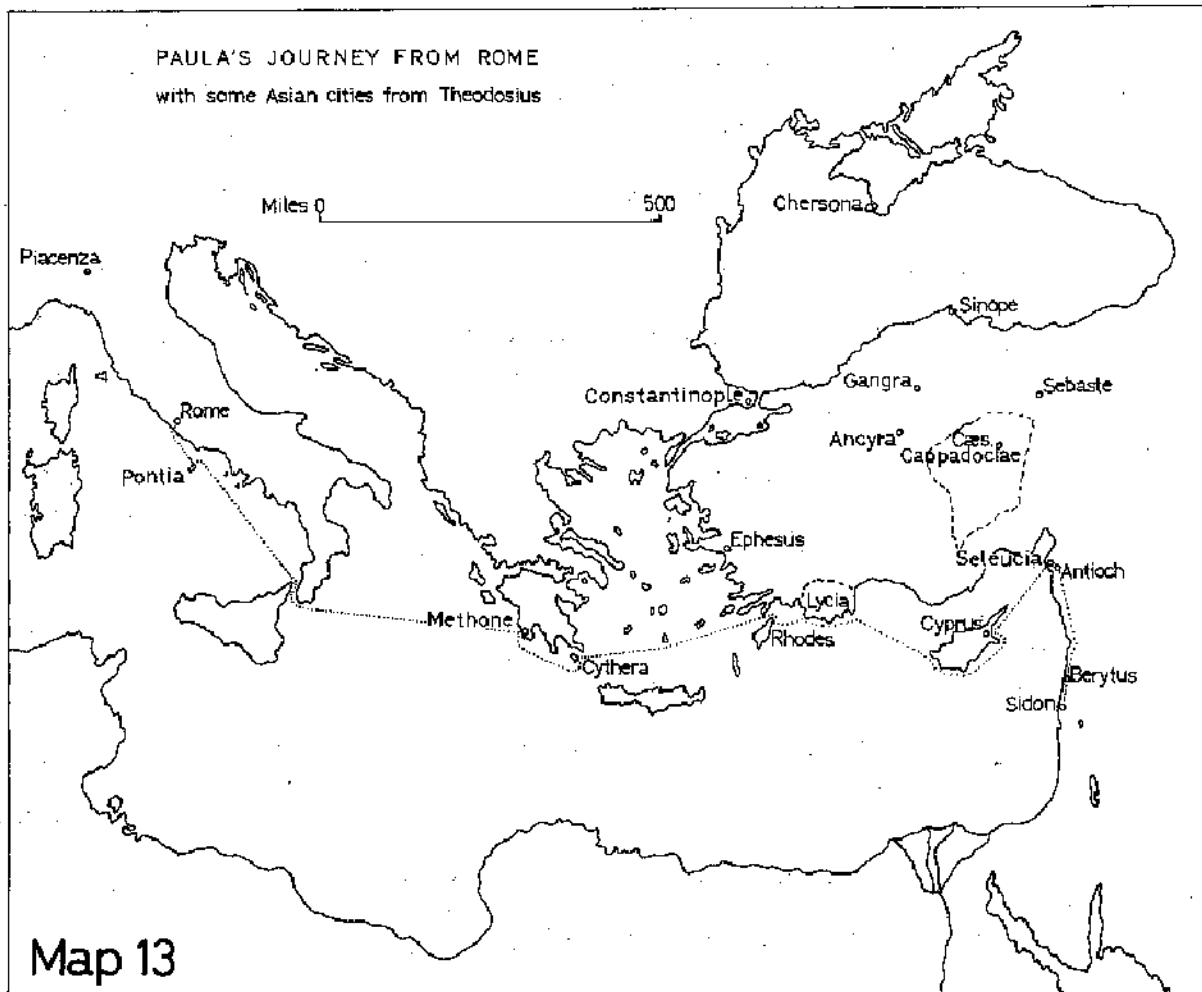 PAULA'S JOURNEY FROM ROME
with some Asian cities from Theodosius
Miles 0 500
Chersona
Piacenza
Sinope
Constantinople
Gangra
Sebaste
Rome
Ancyra
Caes.
Cappadociae
Pontia
Ephesus
Seleucia
Antioch
Lycia
Methone
Cyprus
Rhodes
Cythera
Berytus
Sidon
Map 13